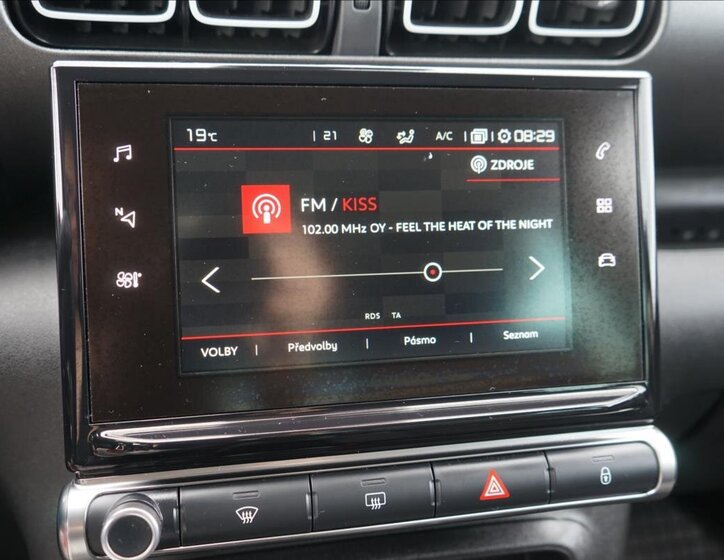 19°C | 21 A/C | | 08:29
ZDROJE
N
FM / KISS
102.00 MHz OY - FEEL THE HEAT OF THE NIGHT
RDS TA
VOLBY | Předvolby | Pásmo | Seznam